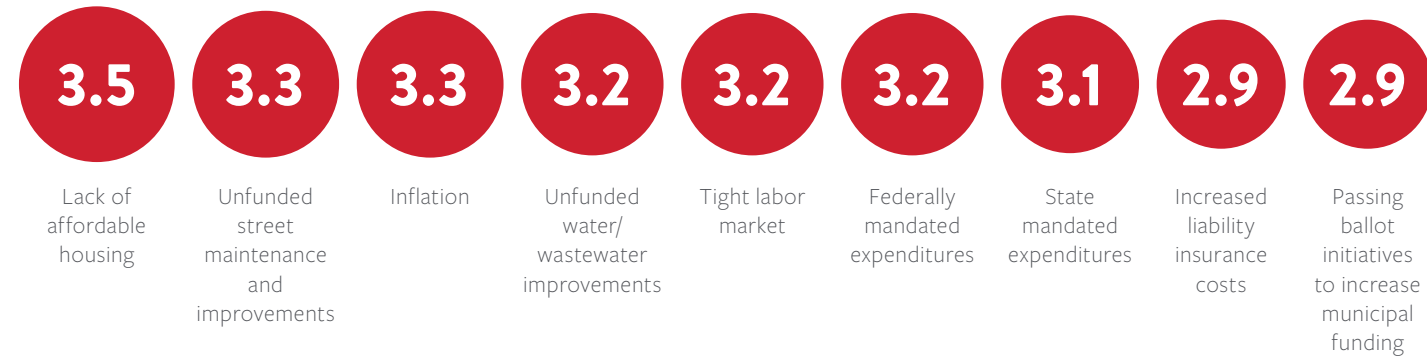 3.5
3.3
3.3
3.2
3.2
3.2
3.1
2.9
2.9
Lack of
affordable
housing
Unfunded
street
maintenance
and
improvements
Inflation
Unfunded
water/
wastewater
improvements
Tight labor
market
Federally
mandated
expenditures
State
mandated
expenditures
Increased
liability
insurance
costs
Passing
ballot
initiatives
to increase
municipal
funding